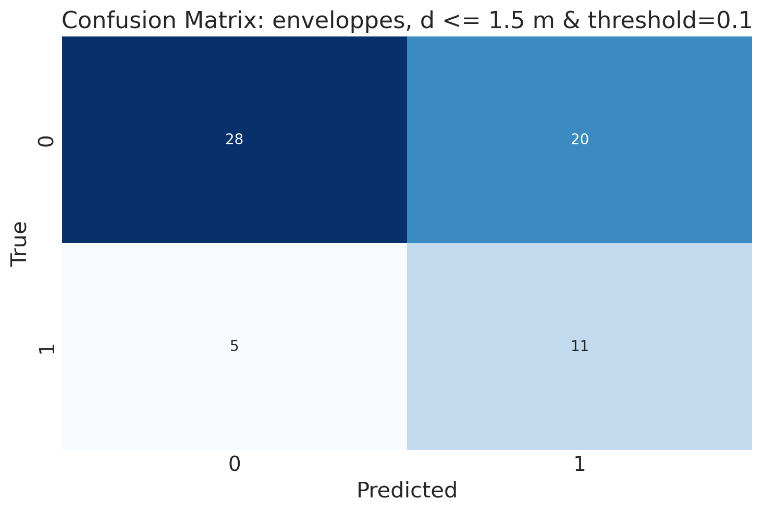 Confusion Matrix: enveloppes, d <= 1.5 m & threshold=0.1
True
0
28
20
1
5
11
0
1
Predicted